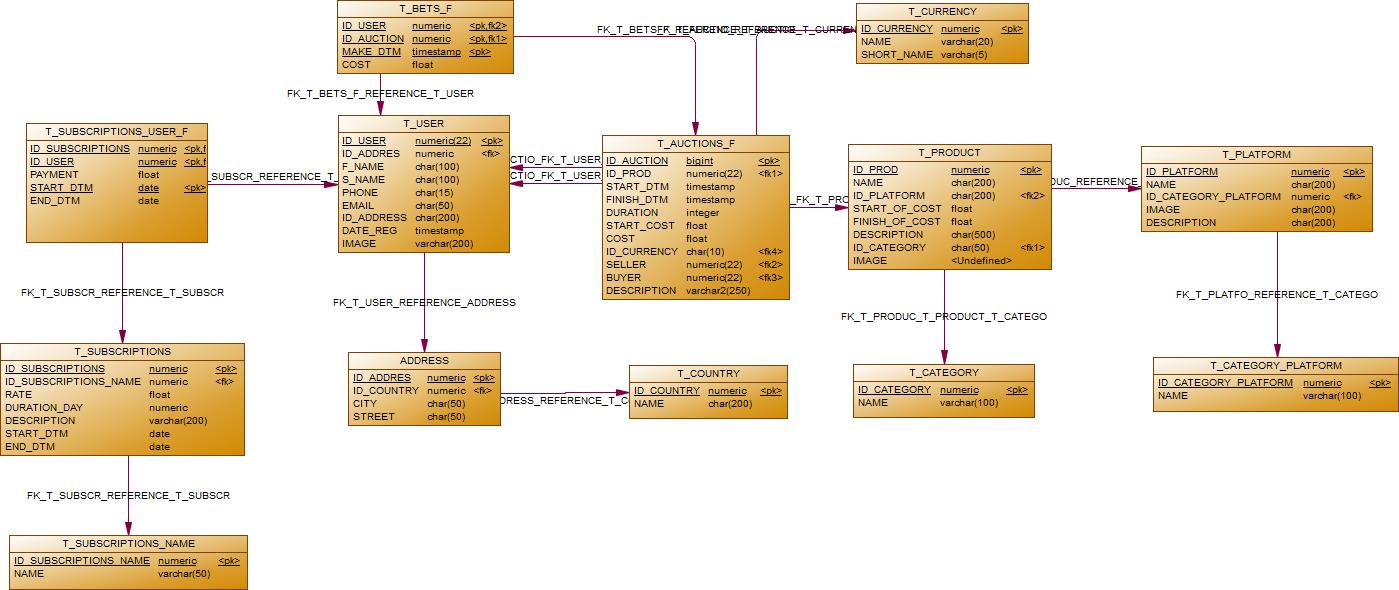 T_BETS_F
ID_USER numeric <pk,fk2>
ID_AUCTION numeric <pk,fk1>
MAKE_DTM timestamp <pk>
COST float
T_CURRENCY
ID_CURRENCY numeric <pk>
NAME varchar(20)
SHORT_NAME varchar(5)
FK_T_BETS_F_REFERENCE_T_USER
T_SUBSCRIPTIONS_USER_F
ID_SUBSCRIPTIONS numeric <pk,f
ID_USER numeric <pk,f
PAYMENT float
START_DTM date <pk>
END_DTM date
_SUBSCR_REFERENCE_T_
T_USER
ID_USER numeric(22) <pk>
ID_ADDRES numeric <fk>
F_NAME char(100)
S_NAME char(100)
PHONE char(15)
EMAIL char(50)
ID_ADDRESS char(200)
DATE_REG timestamp
IMAGE varchar(200)
CTIO_FK_T_USER_
CTIO_FK_T_USER_
T_AUCTIONS_F
ID_AUCTION bigint <pk>
ID_PROD numeric(22) <fk1>
START_DTM timestamp
FINISH_DTM timestamp
DURATION integer
START_COST float
COST float
ID_CURRENCY char(10) <fk4>
SELLER numeric(22) <fk2>
BUYER numeric(22) <fk3>
DESCRIPTION varchar2(250)
_FK_T_PRO
T_PRODUCT
ID_PROD numeric <pk>
NAME char(200)
ID_PLATFORM char(200) <fk2>
START_OF_COST float
FINISH_OF_COST float
DESCRIPTION char(500)
ID_CATEGORY char(50) <fk1>
IMAGE <Undefined>
DUC_REFERENCE_
T_PLATFORM
ID_PLATFORM numeric <pk>
NAME char(200)
ID_CATEGORY_PLATFORM numeric <fk>
IMAGE char(200)
DESCRIPTION char(200)
FK_T_SUBSCR_REFERENCE_T_SUBSCR
FK_T_USER_REFERENCE_ADDRESS
FK_T_PRODUC_T_PRODUCT_T_CATEGO
FK_T_PLATFO_REFERENCE_T_CATEGO
T_SUBSCRIPTIONS
ID_SUBSCRIPTIONS numeric <pk>
ID_SUBSCRIPTIONS_NAME numeric <fk>
RATE float
DURATION_DAY numeric
DESCRIPTION varchar(200)
START_DTM date
END_DTM date
ADDRESS
ID_ADDRES numeric <pk>
ID_COUNTRY numeric <fk>
CITY char(50)
STREET char(50)
DRESS_REFERENCE_T_C
T_COUNTRY
ID_COUNTRY numeric <pk>
NAME char(200)
T_CATEGORY
ID_CATEGORY numeric <pk>
NAME varchar(100)
T_CATEGORY_PLATFORM
ID_CATEGORY_PLATFORM numeric <pk>
NAME varchar(100)
FK_T_SUBSCR_REFERENCE_T_SUBSCR
T_SUBSCRIPTIONS_NAME
ID_SUBSCRIPTIONS_NAME numeric <pk>
NAME varchar(50)